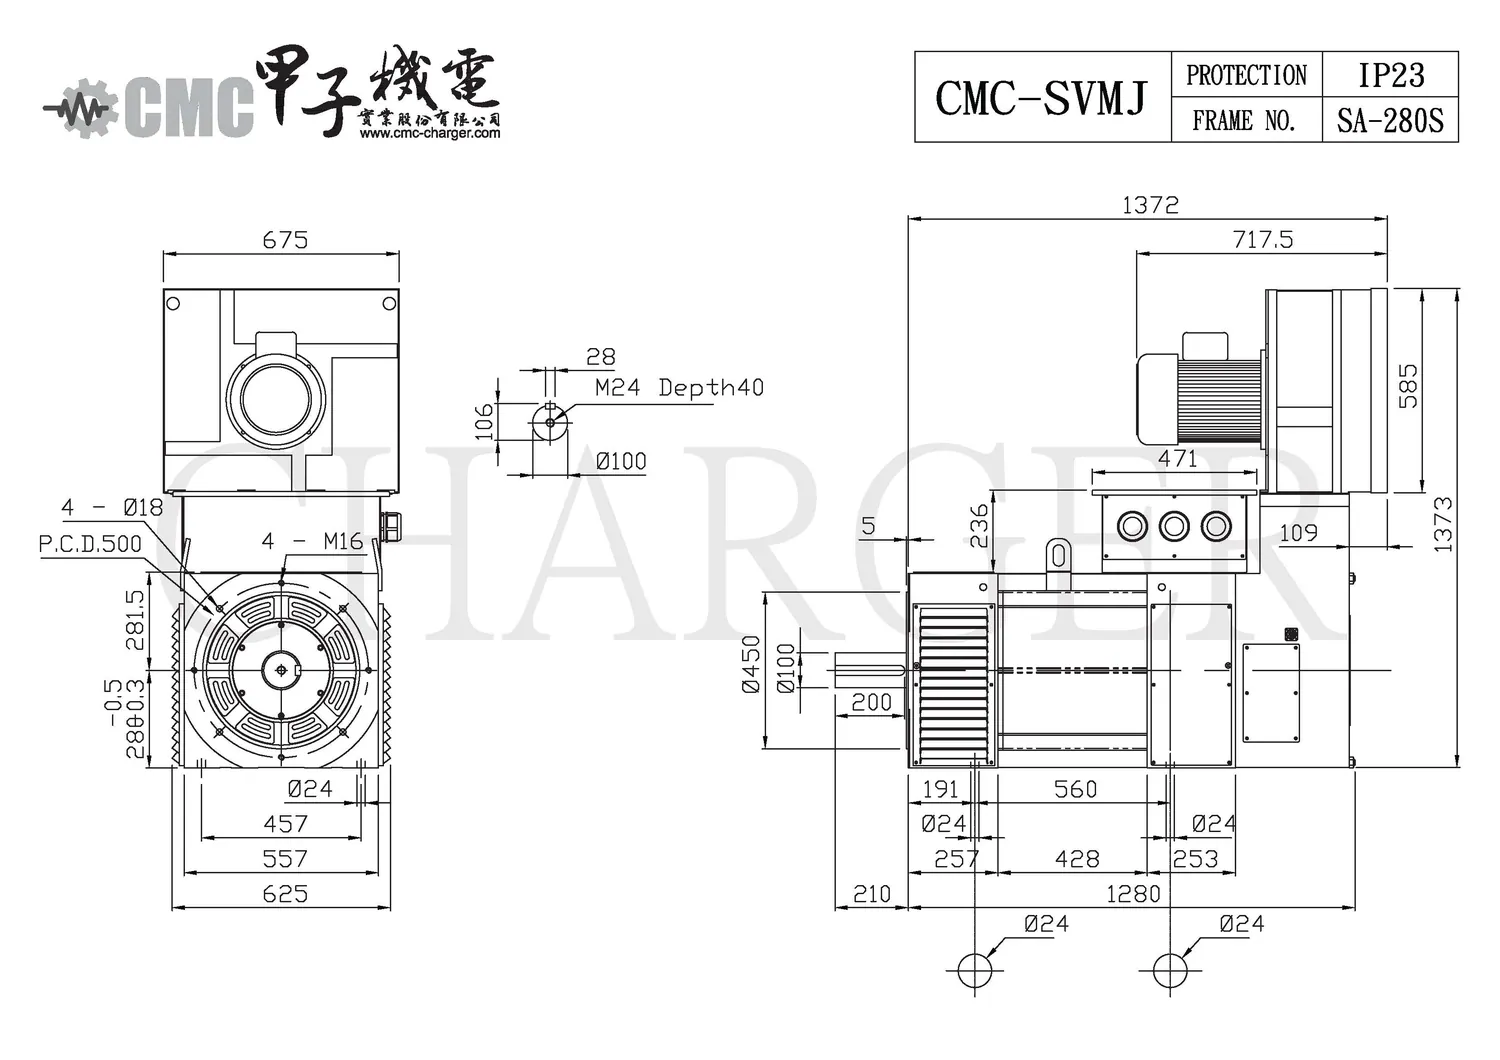 CMC 甲子機電
實業股份有限公司
www.cmc-charger.com
CMC-SVMJ
PROTECTION
IP23
FRAME NO.
SA-280S
1372
717.5
675
28
M24 Depth40
106
Ø100
585
1373
471
236
109
5
4 - Ø18
P.C.D.500
4 - M16
CHARGER
281.5
-0.5
280-0.3
Ø450
Ø100
200
Ø24
457
557
625
191
560
Ø24
Ø24
257
428
253
210
1280
Ø24
Ø24